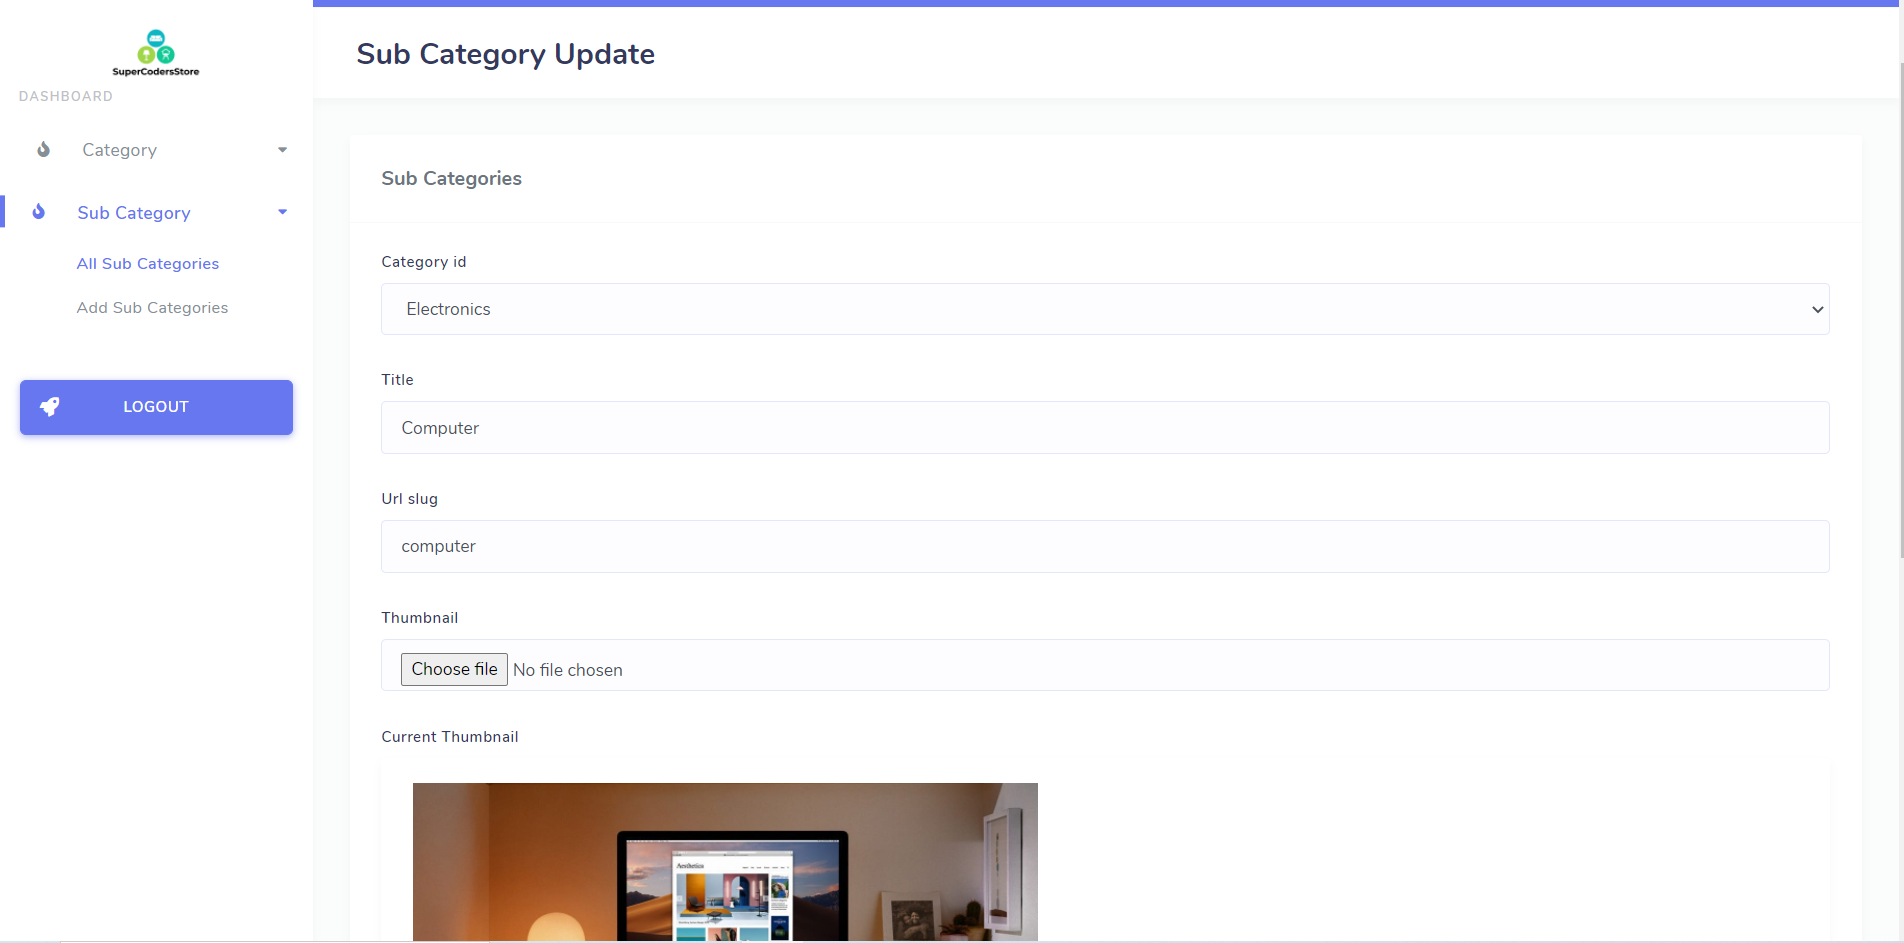 SuperCodersStore
DASHBOARD
Category
Sub Category
All Sub Categories
Add Sub Categories
LOGOUT
Sub Category Update
Sub Categories
Category id
Electronics
Title
Computer
Url slug
computer
Thumbnail
Choose file No file chosen
Current Thumbnail
Aesthetica